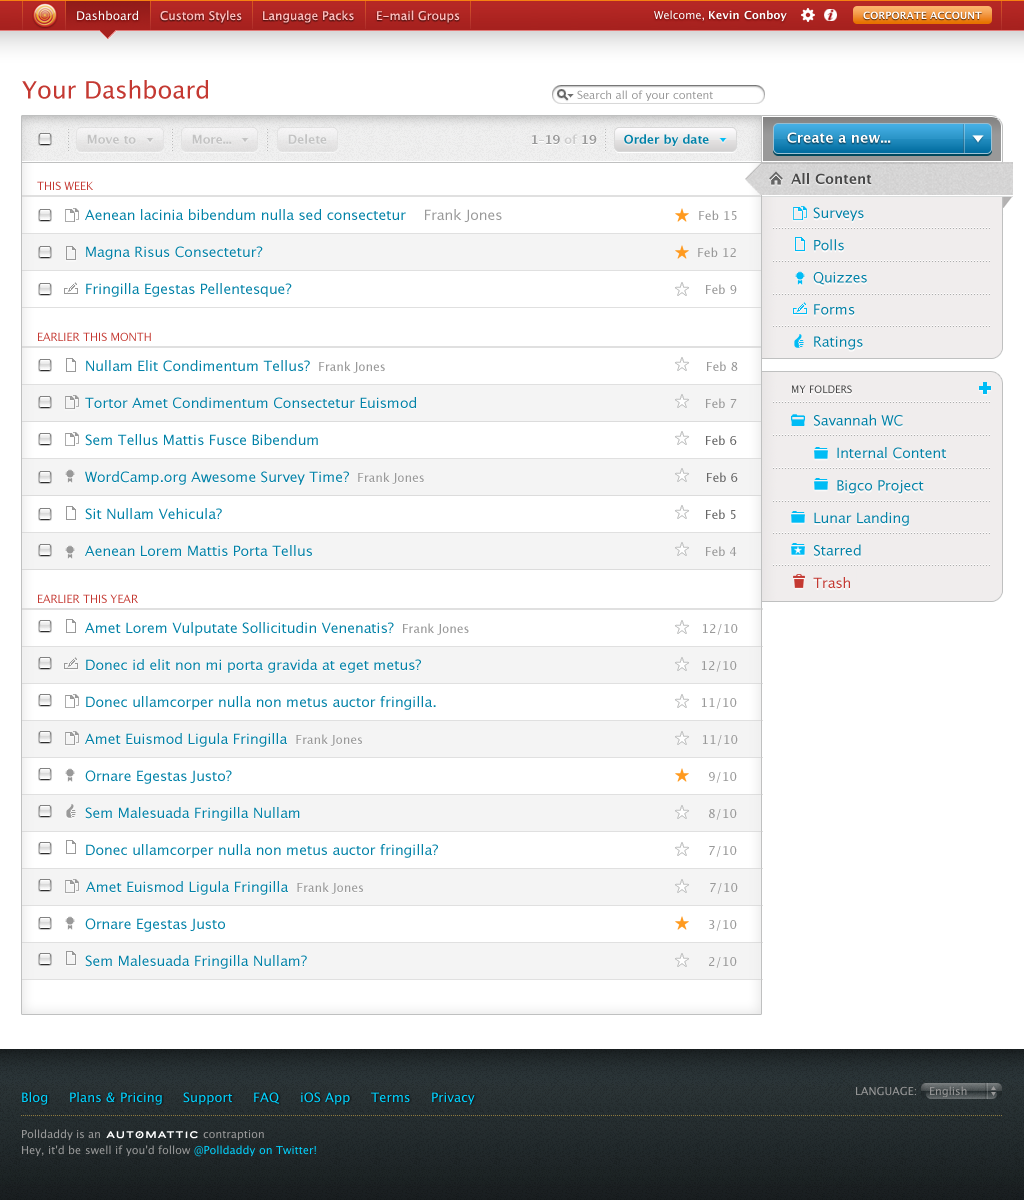 Dashboard Custom Styles Language Packs E-mail Groups Welcome, Kevin Conboy CORPORATE ACCOUNT
Your Dashboard
Search all of your content
Move to More... Delete 1-19 of 19 Order by date
THIS WEEK
Aenean lacinia bibendum nulla sed consectetur Frank Jones Feb 15
Magna Risus Consectetur? Feb 12
Fringilla Egestas Pellentesque? Feb 9
EARLIER THIS MONTH
Nullam Elit Condimentum Tellus? Frank Jones Feb 8
Tortor Amet Condimentum Consectetur Euismod Feb 7
Sem Tellus Mattis Fusce Bibendum Feb 6
WordCamp.org Awesome Survey Time? Frank Jones Feb 6
Sit Nullam Vehicula? Feb 5
Aenean Lorem Mattis Porta Tellus Feb 4
EARLIER THIS YEAR
Amet Lorem Vulputate Sollicitudin Venenatis? Frank Jones 12/10
Donec id elit non mi porta gravida at eget metus? 12/10
Donec ullamcorper nulla non metus auctor fringilla. 11/10
Amet Euismod Ligula Fringilla Frank Jones 11/10
Ornare Egestas Justo? 9/10
Sem Malesuada Fringilla Nullam 8/10
Donec ullamcorper nulla non metus auctor fringilla? 7/10
Amet Euismod Ligula Fringilla Frank Jones 7/10
Ornare Egestas Justo 3/10
Sem Malesuada Fringilla Nullam? 2/10
Create a new...
All Content
Surveys
Polls
Quizzes
Forms
Ratings
MY FOLDERS
Savannah WC
Internal Content
Bigco Project
Lunar Landing
Starred
Trash
Blog Plans & Pricing Support FAQ iOS App Terms Privacy LANGUAGE: English
Polldaddy is an AUTOMATTIC contraption
Hey, it'd be swell if you'd follow @Polldaddy on Twitter!